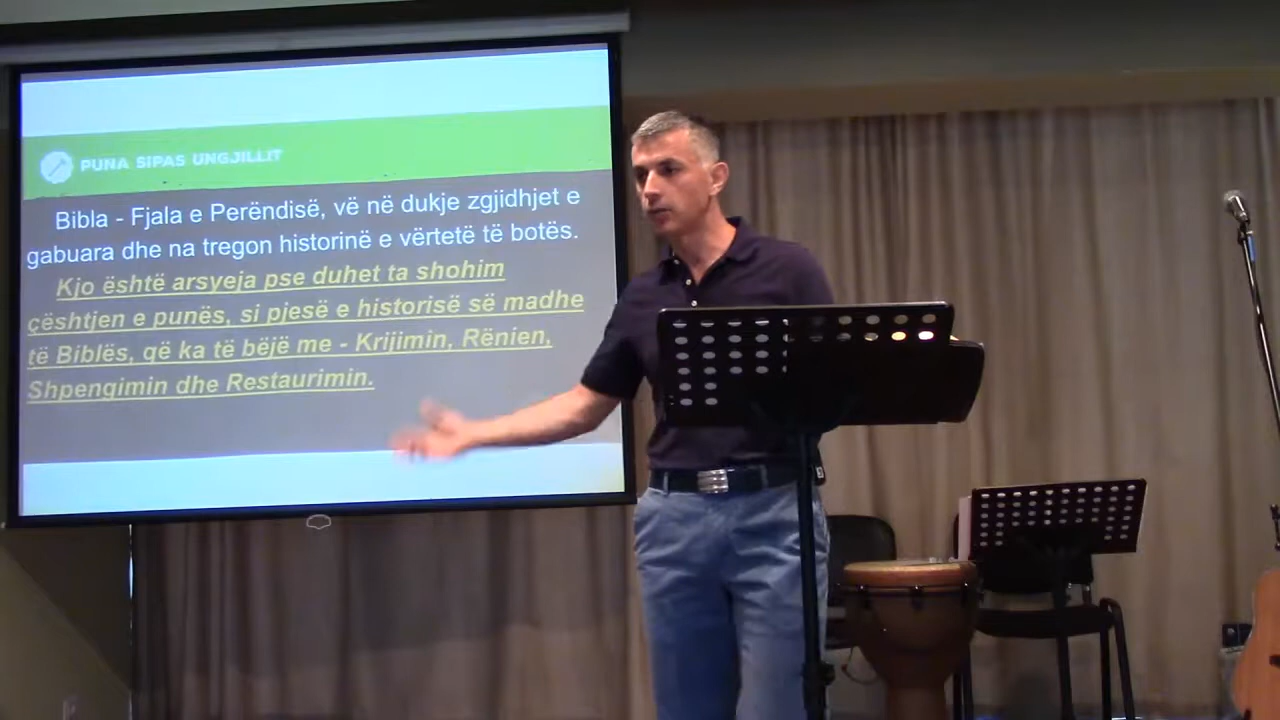 PUNA SIPAS UNGJILLIT
Bibla - Fjala e Perëndisë, vë në dukje zgjidhjet e
gabuara dhe na tregon historinë e vërtetë të botës.
Kjo është arsyeja pse duhet ta shohim
çështjen e punës, si pjesë e historisë së madhe
të Biblës, që ka të bëjë me - Krijimin, Rënien,
Shpengimin dhe Restaurimin.